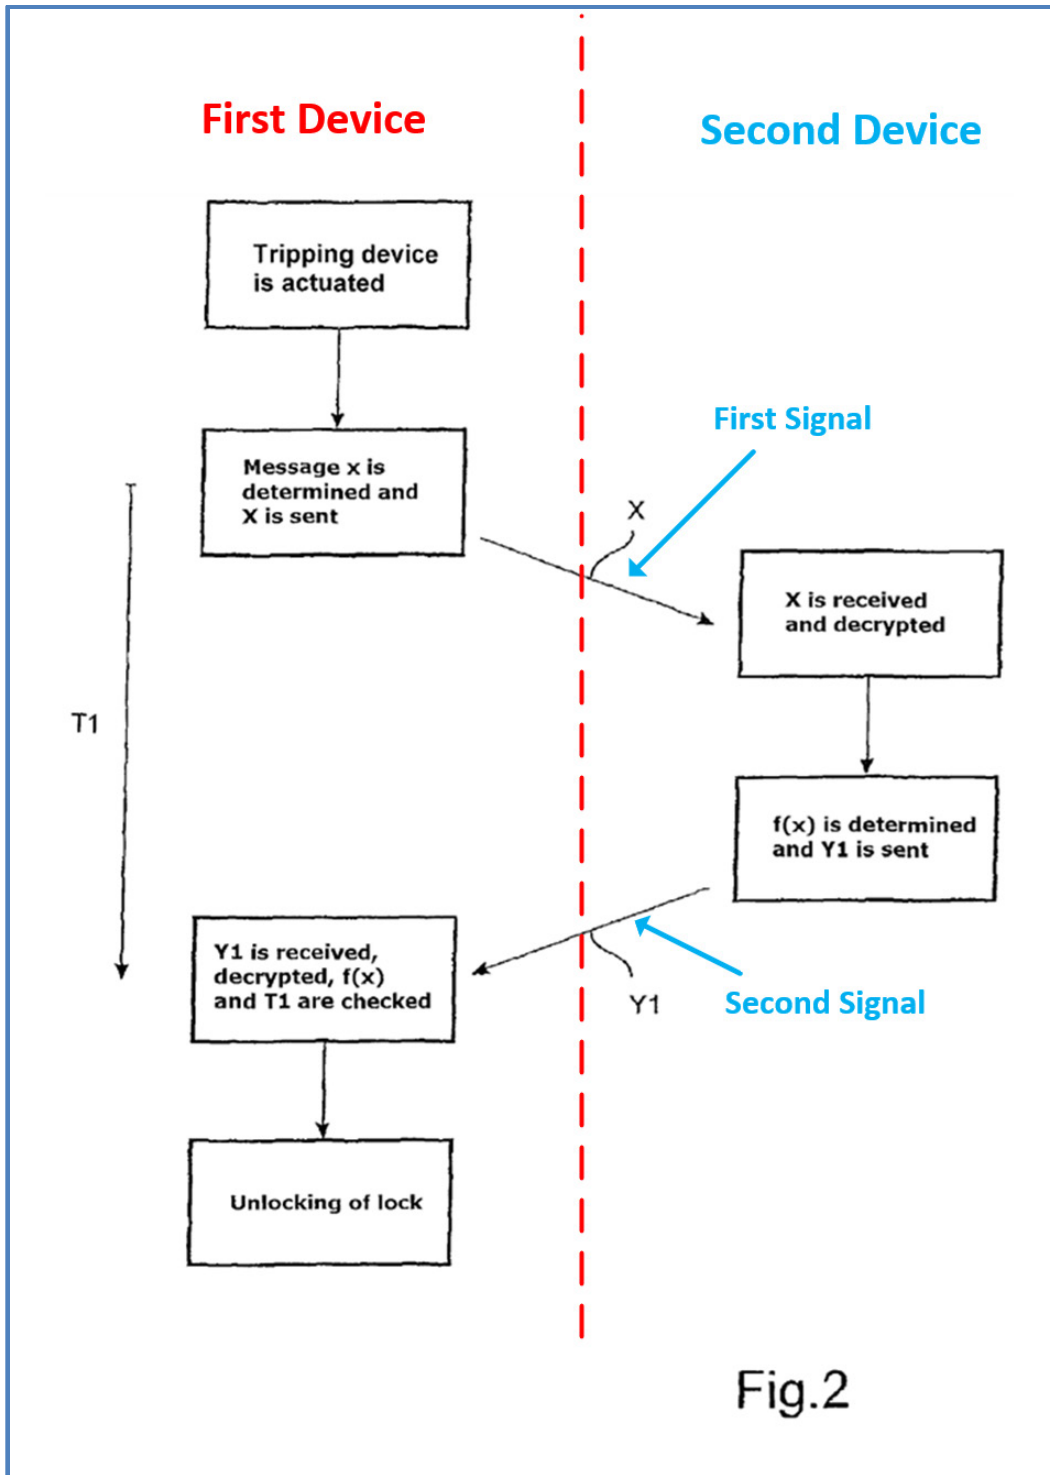 First Device
Second Device
Tripping device
is actuated
First Signal
Message x is
determined and
X is sent
X
X is received
and decrypted
T1
f(x) is determined
and Y1 is sent
Y1 is received,
decrypted, f(x)
and T1 are checked
Y1
Second Signal
Unlocking of lock
Fig.2